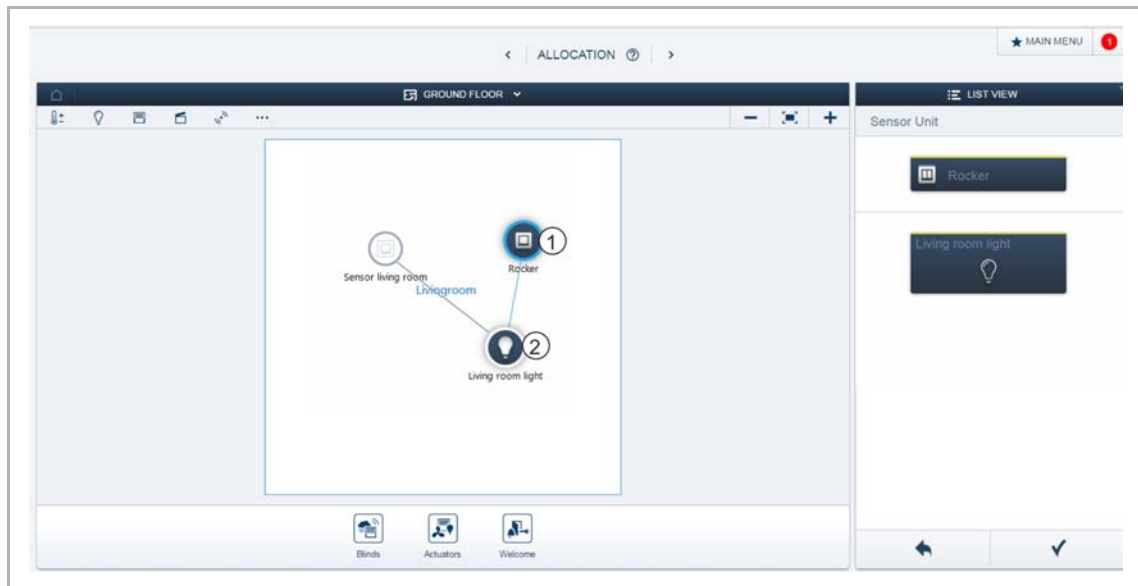 ALLOCATION
MAIN MENU
1
GROUND FLOOR
LIST VIEW
Sensor Unit
Rocker
Living room light
1
Sensor living room
Rocker
Livingroom
2
Living room light
Blinds
Actuators
Welcome